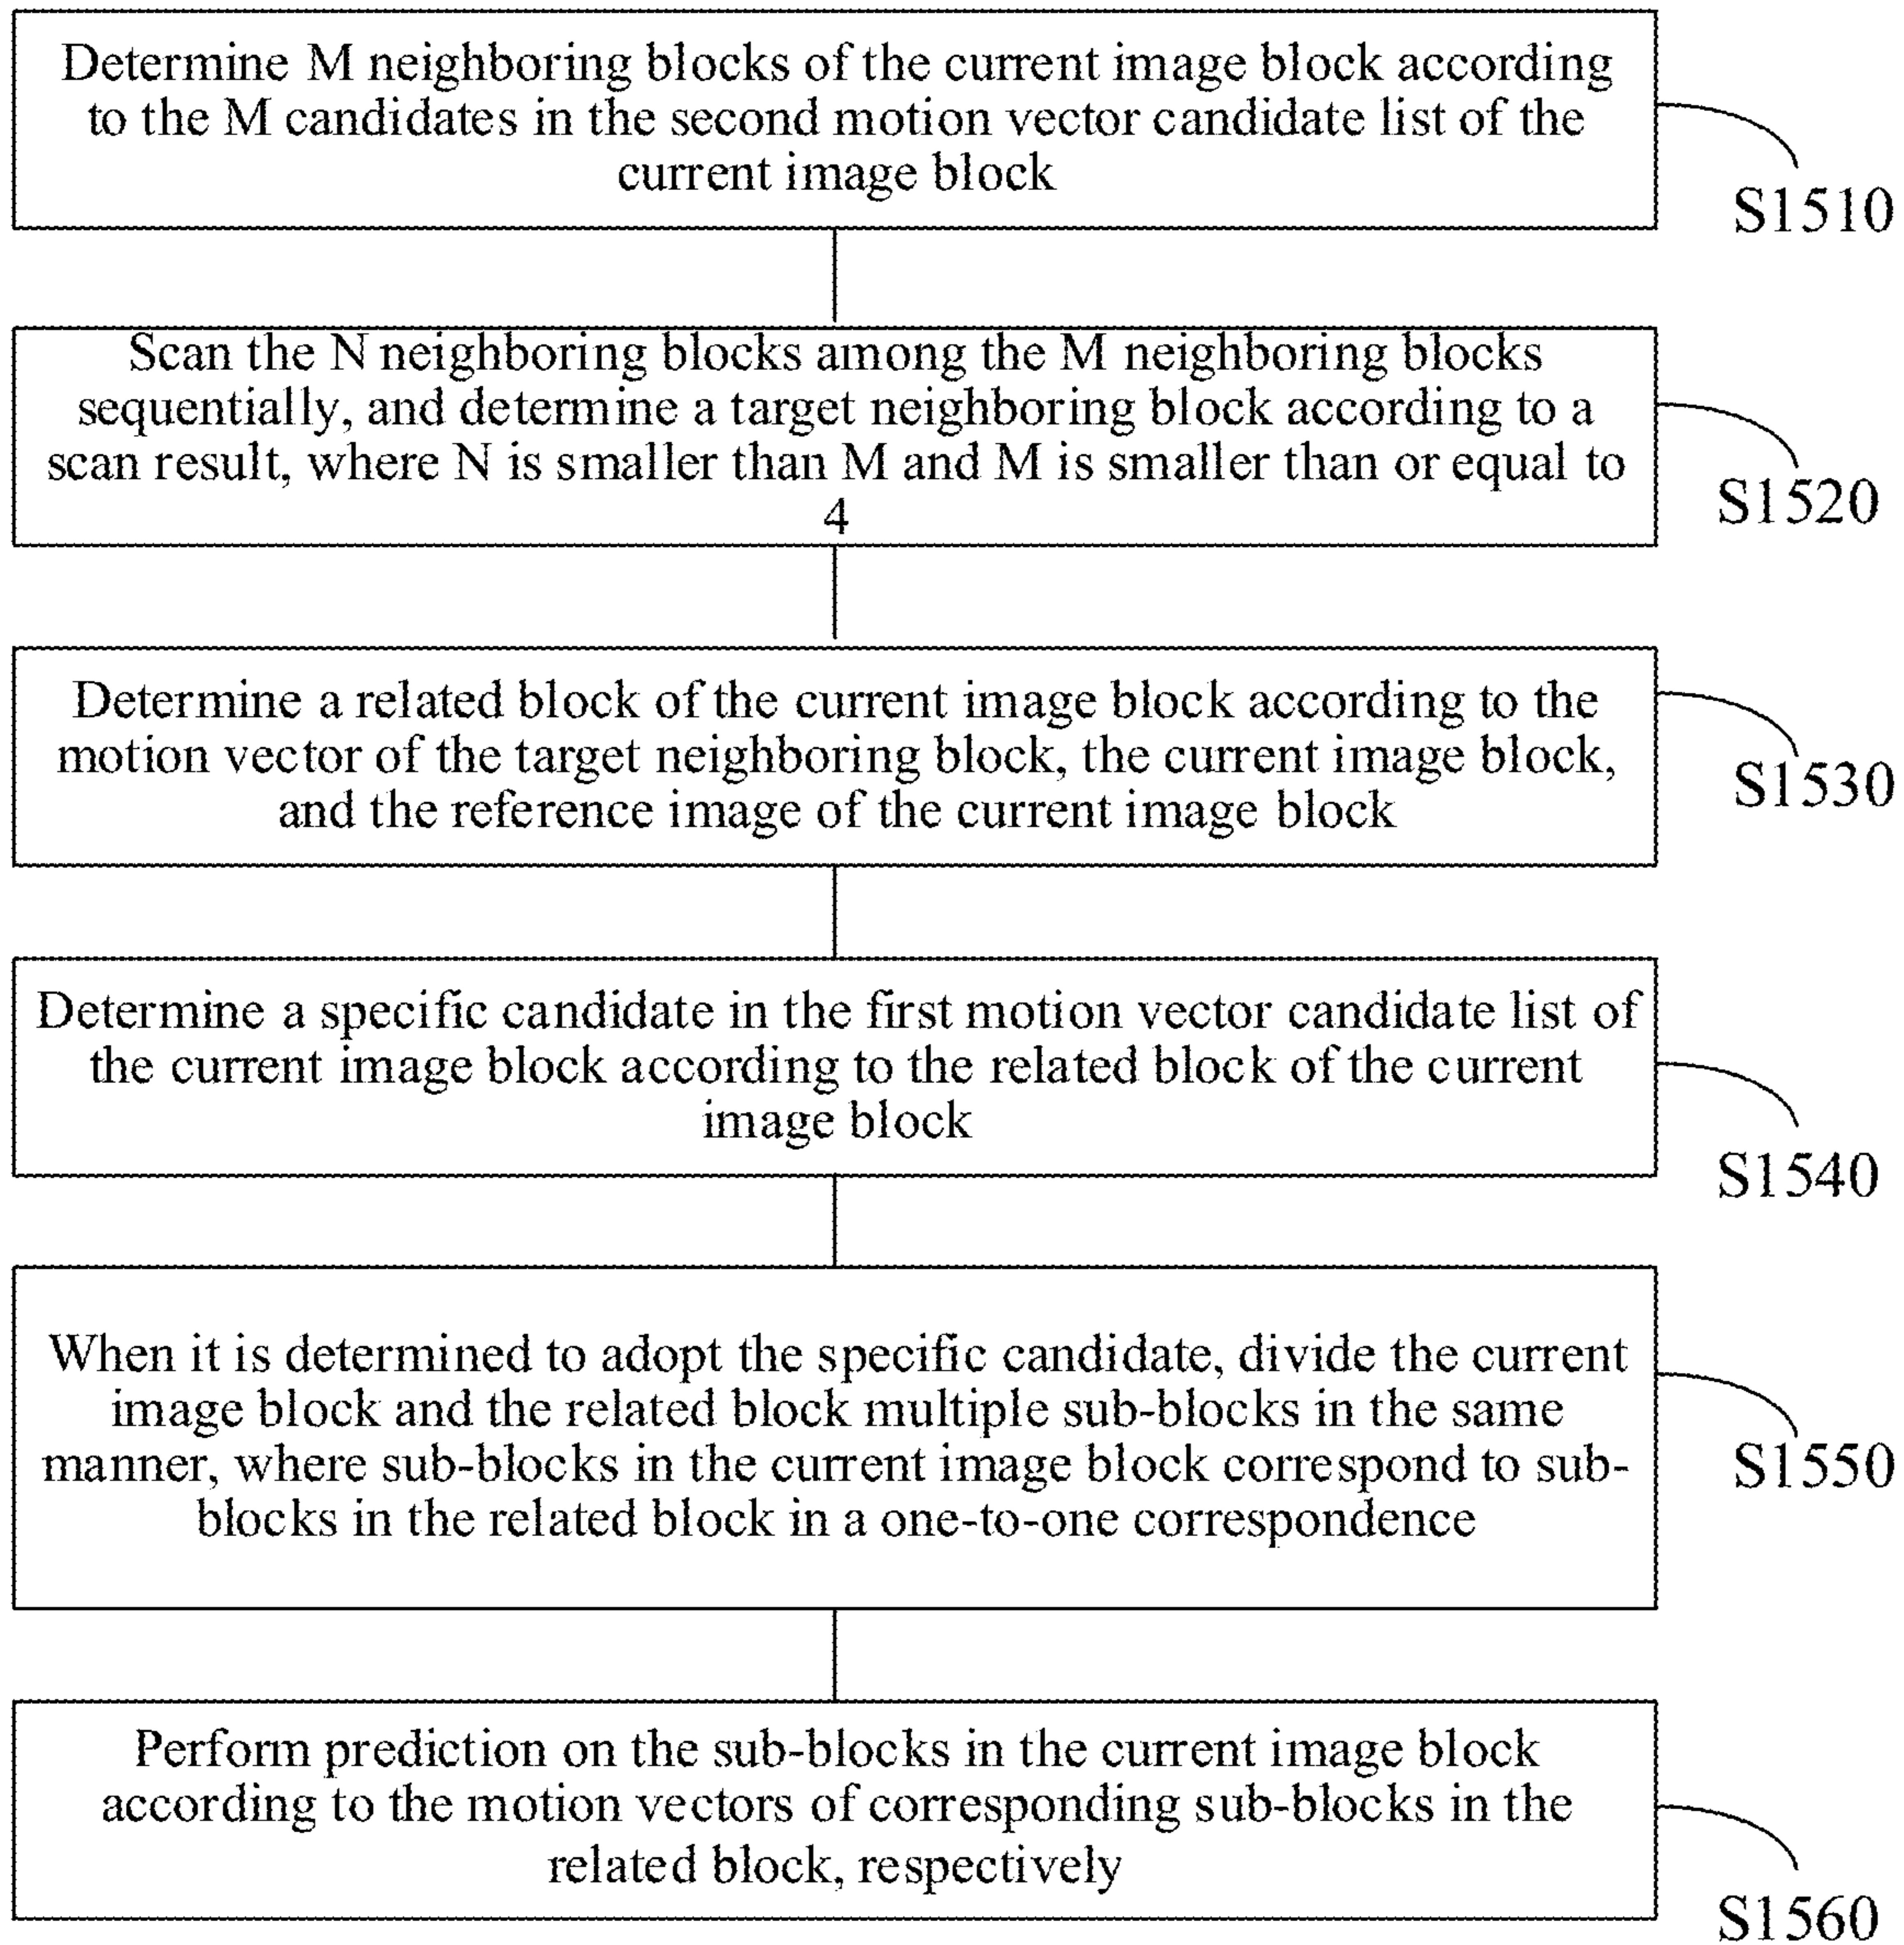 Determine M neighboring blocks of the current image block according
to the M candidates in the second motion vector candidate list of the
current image block
S1510
Scan the N neighboring blocks among the M neighboring blocks
sequentially, and determine a target neighboring block according to a
scan result, where N is smaller than M and M is smaller than or equal to
4
S1520
Determine a related block of the current image block according to the
motion vector of the target neighboring block, the current image block,
and the reference image of the current image block
S1530
Determine a specific candidate in the first motion vector candidate list of
the current image block according to the related block of the current
image block
S1540
When it is determined to adopt the specific candidate, divide the current
image block and the related block multiple sub-blocks in the same
manner, where sub-blocks in the current image block correspond to sub-
blocks in the related block in a one-to-one correspondence
S1550
Perform prediction on the sub-blocks in the current image block
according to the motion vectors of corresponding sub-blocks in the
related block, respectively
S1560